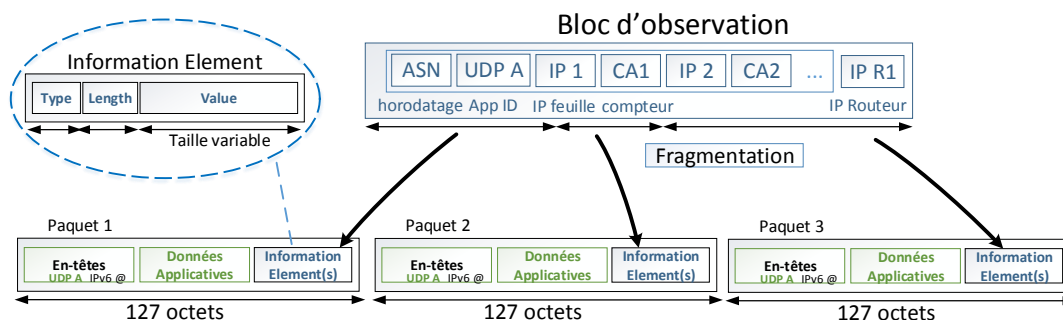 Bloc d'observation
Information Element
Type Length Value
Taille variable
ASN UDP A IP 1 CA1 IP 2 CA2 ... IP R1
horodatage App ID IP feuille compteur IP Routeur
Fragmentation
Paquet 1
En-têtes
UDP A IPv6 @
Données
Applicatives
Information
Element(s)
127 octets
Paquet 2
En-têtes
UDP A IPv6 @
Données
Applicatives
Information
Element(s)
127 octets
Paquet 3
En-têtes
UDP A IPv6 @
Données
Applicatives
Information
Element(s)
127 octets